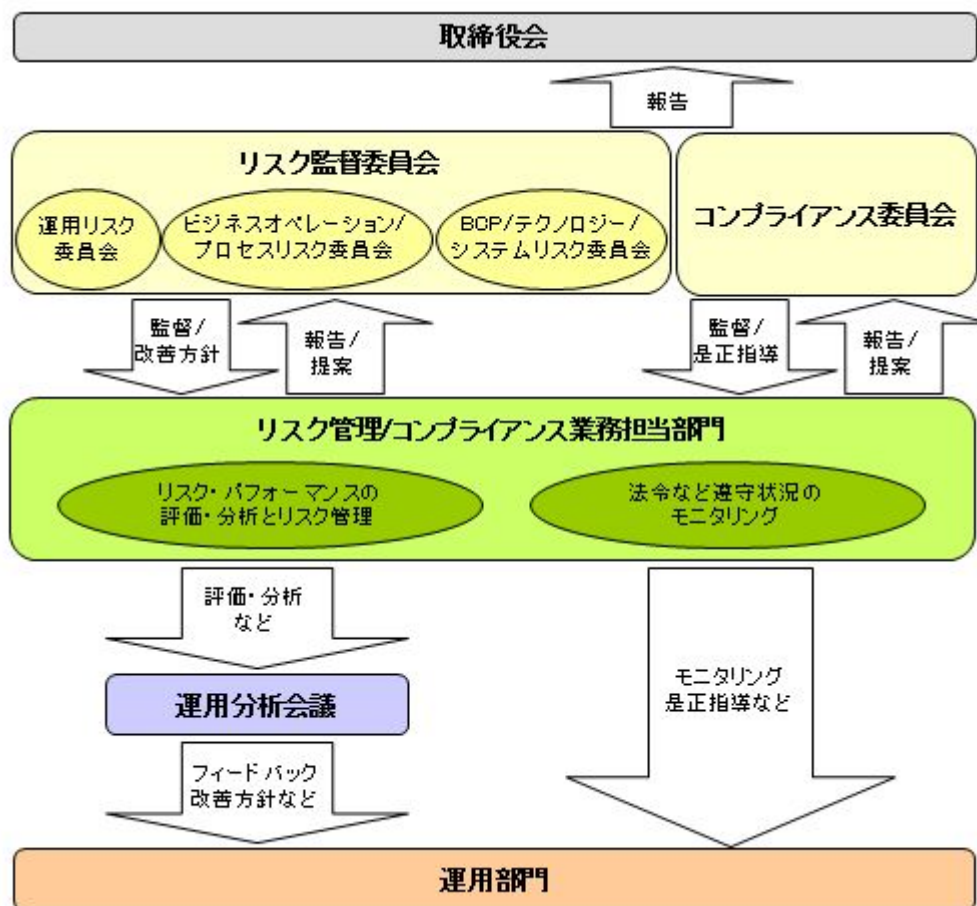 取締役会
報告
リスク監督委員会
運用リスク
委員会
ビジネスオペレーション/
プロセスリスク委員会
BCP/テクノロジー/
システムリスク委員会
コンプライアンス委員会
監督/
改善方針
報告/
提案
監督/
是正指導
報告/
提案
リスク管理/コンプライアンス業務担当部門
リスク・パフォーマンスの
評価・分析とリスク管理
法令など遵守状況の
モニタリング
評価・分析
など
運用分析会議
フィードバック
改善方針など
モニタリング
是正指導など
運用部門